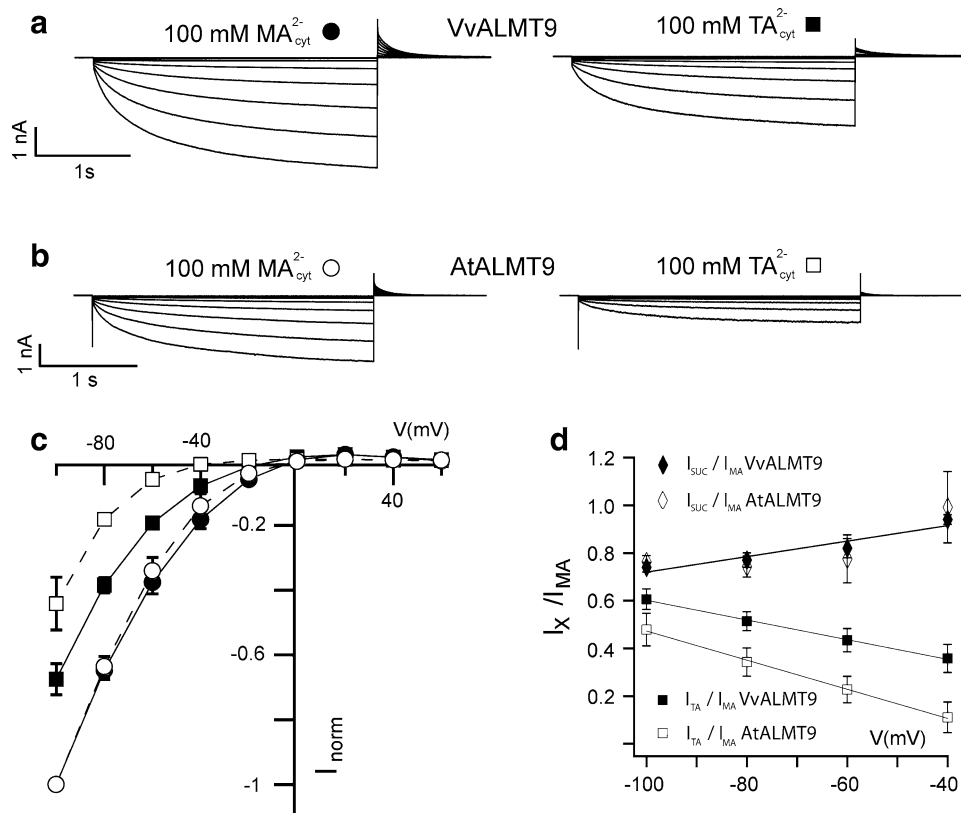 a
100 mM MA2-cyt ● VvALMT9 100 mM TA2-cyt ■
1 nA
1s
b
100 mM MA2-cyt ○ AtALMT9 100 mM TA2-cyt □
1 nA
1 s
c
V(mV)
-80 -40 40
-0.2
-0.6
-1
Inorm
d
1.2
1.0
0.8
0.6
0.4
0.2
IX /IMA
ISUC / IMA VvALMT9
ISUC / IMA AtALMT9
ITA / IMA VvALMT9
ITA / IMA AtALMT9
V(mV)
-100 -80 -60 -40